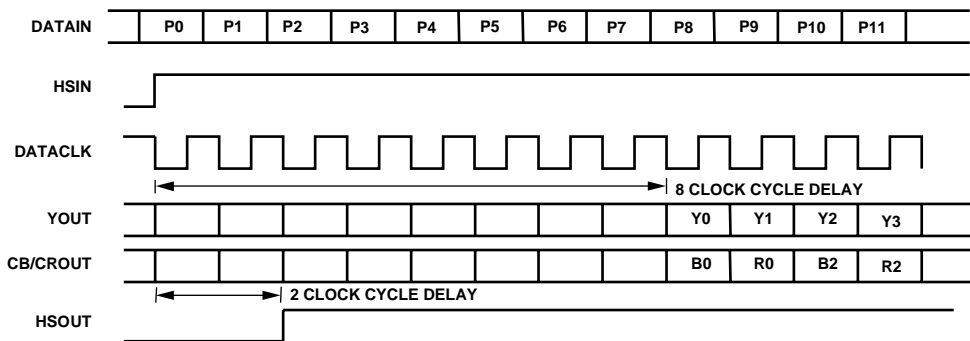 DATAIN P0 P1 P2 P3 P4 P5 P6 P7 P8 P9 P10 P11
HSIN
DATACLK
8 CLOCK CYCLE DELAY
YOUT Y0 Y1 Y2 Y3
CB/CROUT B0 R0 B2 R2
2 CLOCK CYCLE DELAY
HSOUT